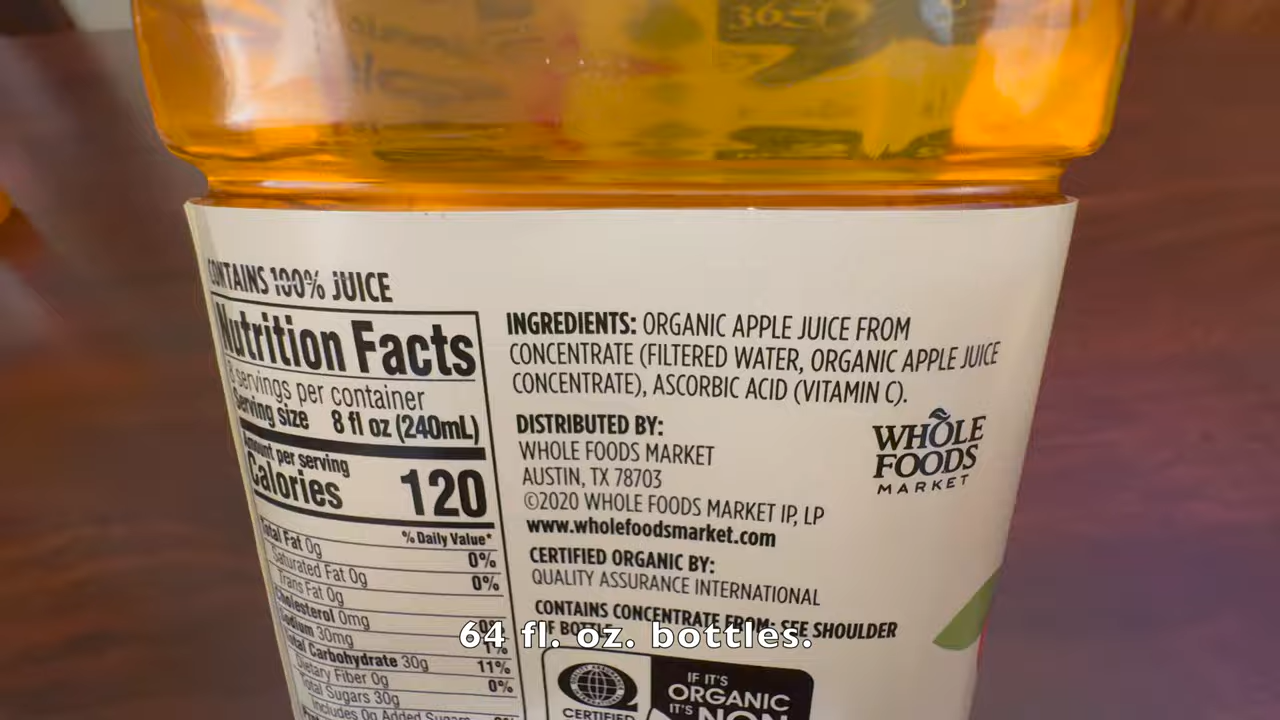 CONTAINS 100% JUICE
Nutrition Facts
8 servings per container
Serving size 8 fl oz (240mL)
Amount per serving
Calories 120
% Daily Value*
Total Fat 0g 0%
Saturated Fat 0g 0%
Trans Fat 0g
Cholesterol 0mg 0%
Sodium 30mg 1%
Total Carbohydrate 30g 11%
Dietary Fiber 0g 0%
Total Sugars 30g
Includes 0g Added Sugars 0%
INGREDIENTS: ORGANIC APPLE JUICE FROM
CONCENTRATE (FILTERED WATER, ORGANIC APPLE JUICE
CONCENTRATE), ASCORBIC ACID (VITAMIN C).
DISTRIBUTED BY:
WHOLE FOODS MARKET
AUSTIN, TX 78703
©2020 WHOLE FOODS MARKET IP, LP
www.wholefoodsmarket.com
WHOLE
FOODS
MARKET
CERTIFIED ORGANIC BY:
QUALITY ASSURANCE INTERNATIONAL
CONTAINS CONCENTRATE FROM: SEE SHOULDER
OF BOTTLE
64 fl. oz. bottles.
CERTIFIED
IF IT'S
ORGANIC
IT'S NON